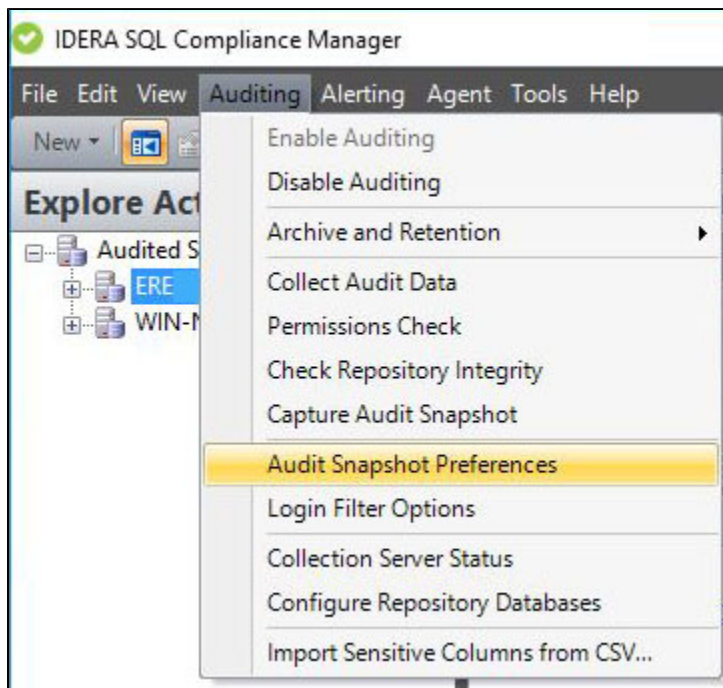 IDERA SQL Compliance Manager
File Edit View Auditing Alerting Agent Tools Help
New
Enable Auditing
Disable Auditing
Archive and Retention
Collect Audit Data
Permissions Check
Check Repository Integrity
Capture Audit Snapshot
Audit Snapshot Preferences
Login Filter Options
Collection Server Status
Configure Repository Databases
Import Sensitive Columns from CSV...
Explore Act
Audited S
ERE
WIN-N